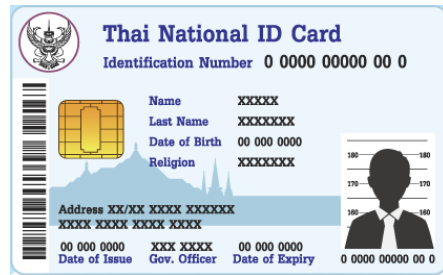 Thai National ID Card
Identification Number 0 0000 00000 00 0
Name XXXXX
Last Name XXXXXXX
Date of Birth 00 000 0000
Religion XXXXXXX
180 180
170 170
160 160
Address XX/XX XXXX XXXXXX
XXXX XXXX XXXX XXXX
00 000 0000 XXX XXXX 00 000 0000
Date of Issue Gov. Officer Date of Expiry
0 0000 00000 00 0